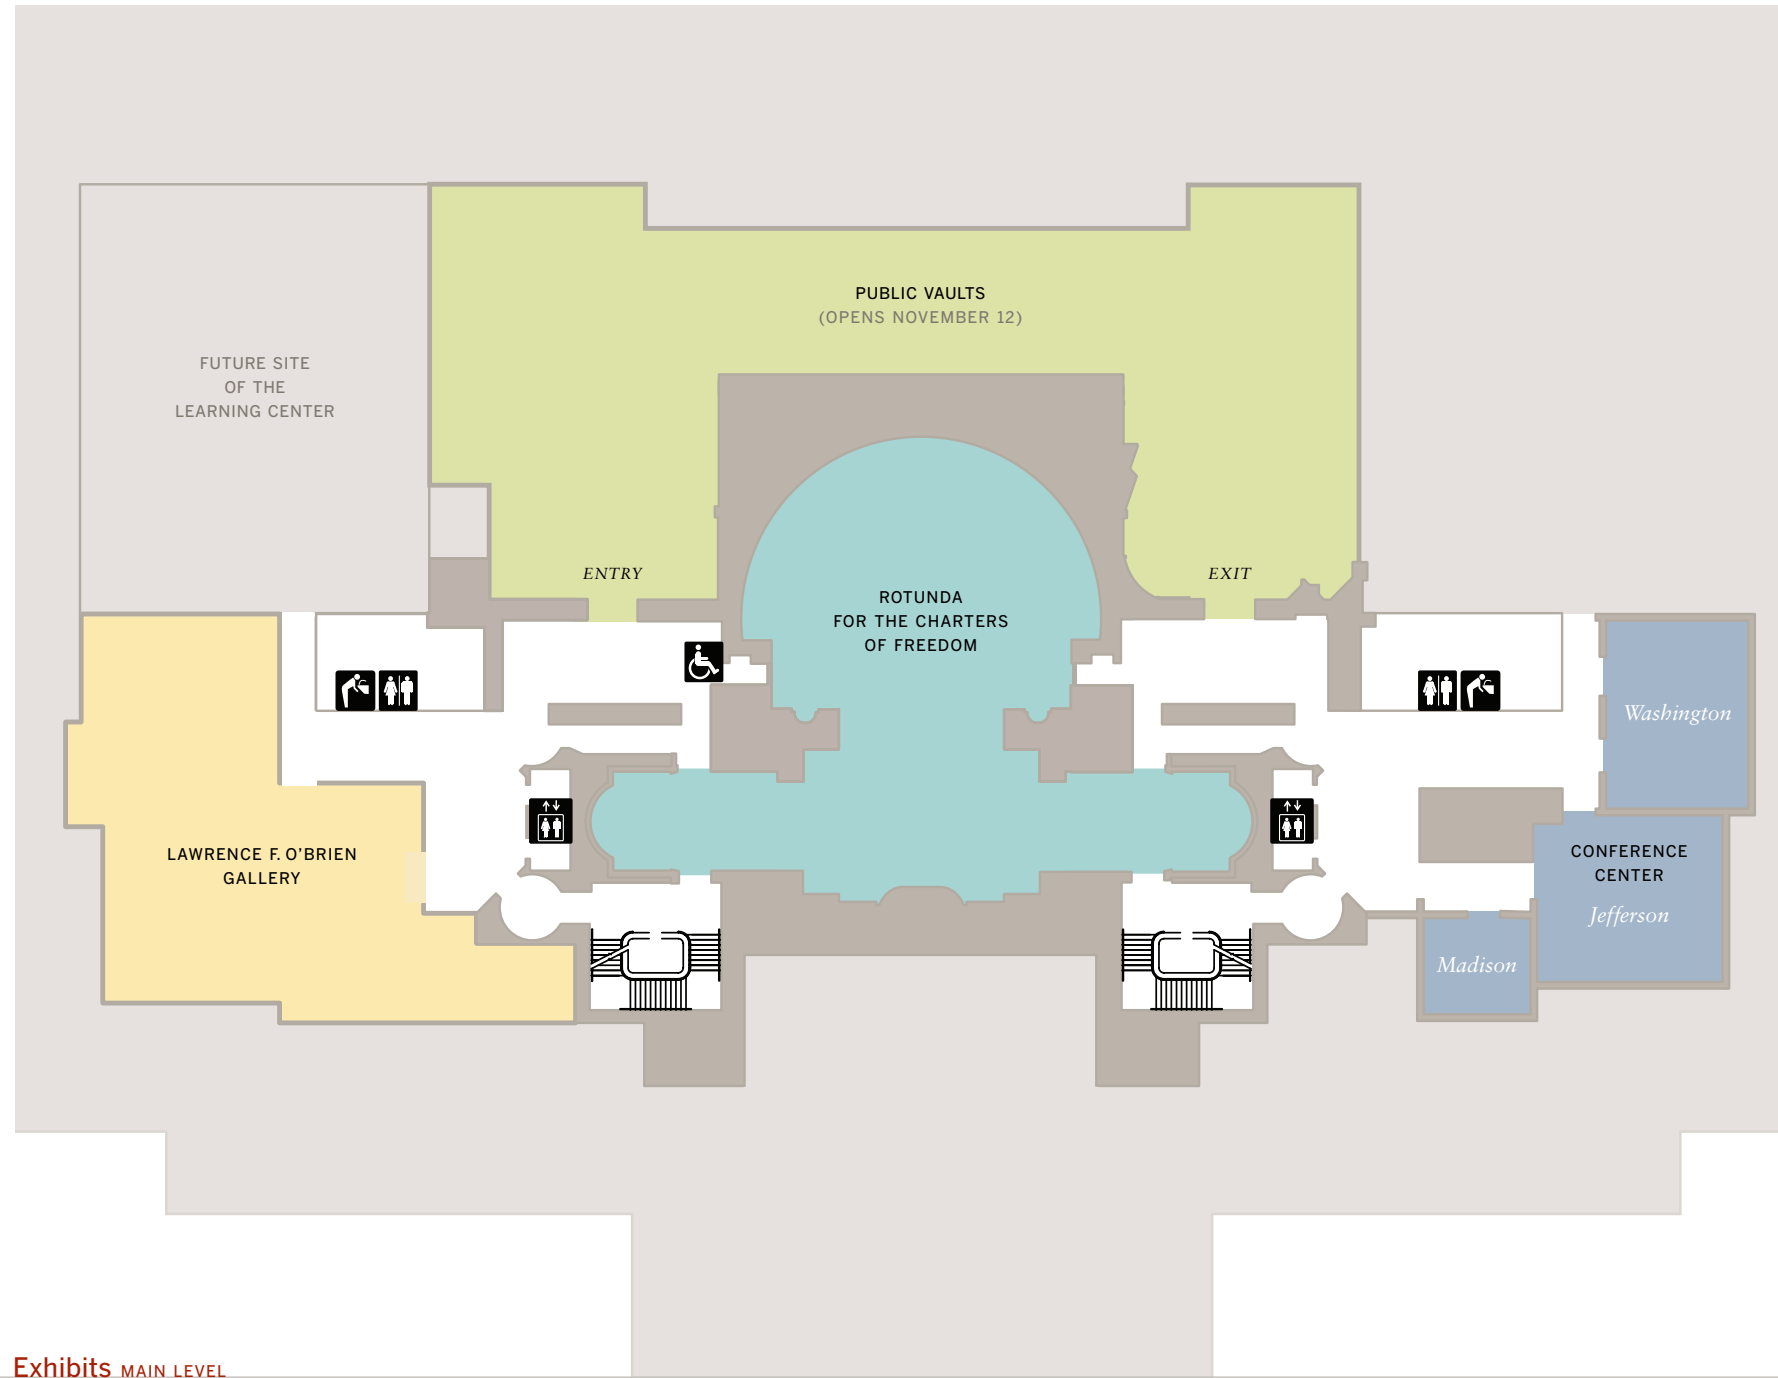 PUBLIC VAULTS
(OPENS NOVEMBER 12)
FUTURE SITE
OF THE
LEARNING CENTER
ENTRY
EXIT
ROTUNDA
FOR THE CHARTERS
OF FREEDOM
Washington
LAWRENCE F. O’BRIEN
GALLERY
CONFERENCE
CENTER
Jefferson
Madison
Exhibits MAIN LEVEL